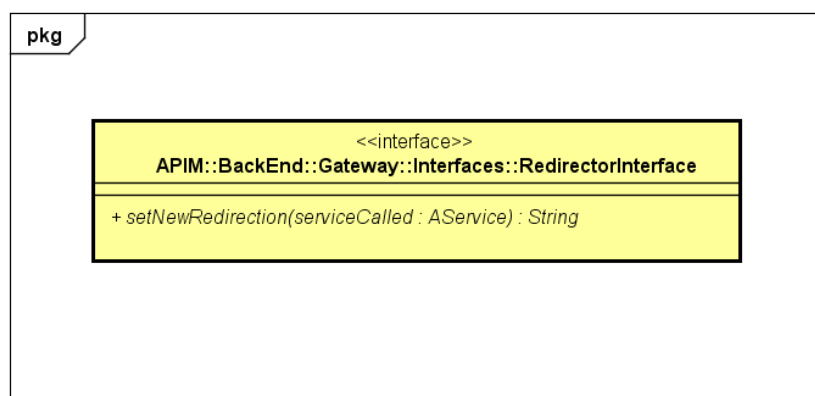 pkg
<<interface>>
APIM::BackEnd::Gateway::Interfaces::RedirectorInterface
+ setNewRedirection(serviceCalled : AService) : String